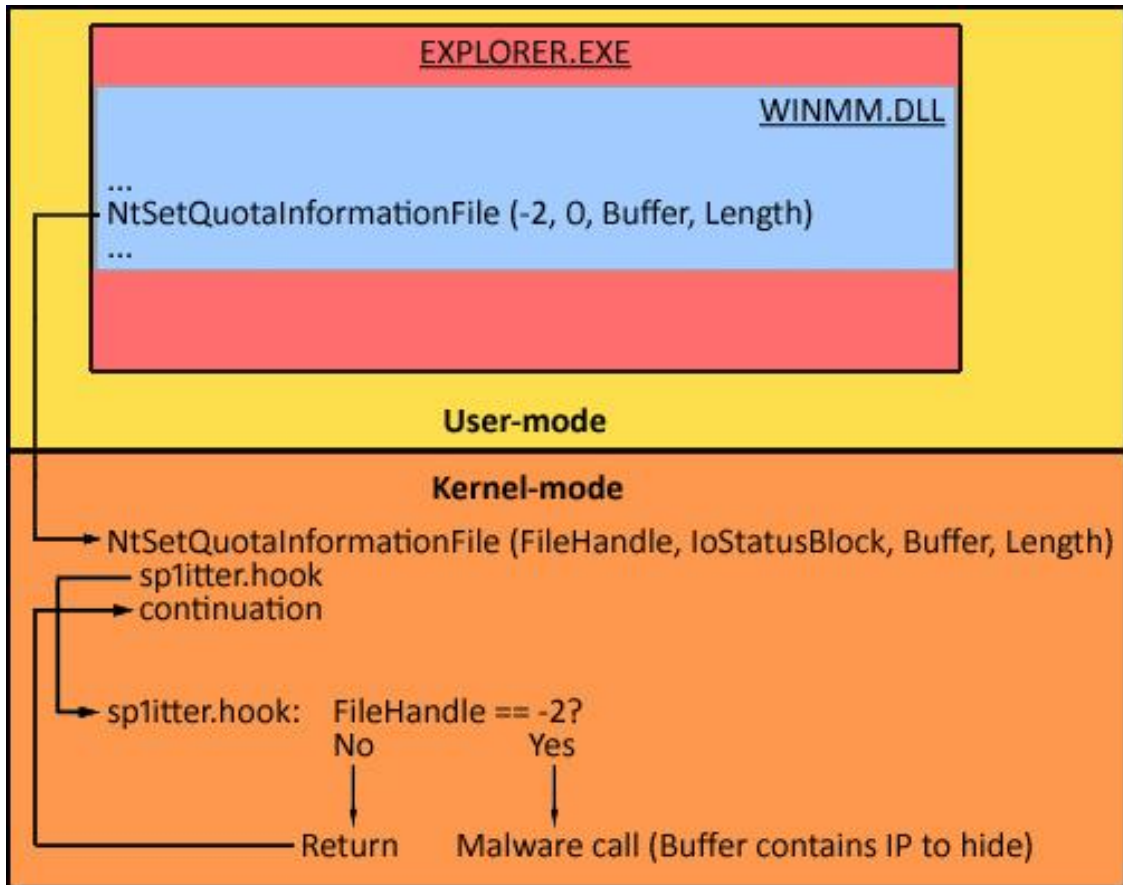 EXPLORER.EXE
WINMM.DLL
...
NtSetQuotaInformationFile (-2, 0, Buffer, Length)
...
User-mode
Kernel-mode
NtSetQuotaInformationFile (FileHandle, IoStatusBlock, Buffer, Length)
sp1itter.hook
continuation
sp1itter.hook: FileHandle == -2?
No Yes
Return Malware call (Buffer contains IP to hide)